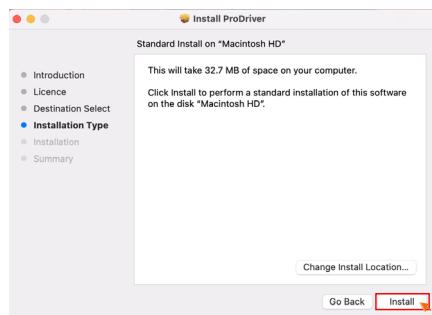 Install ProDriver
Standard Install on “Macintosh HD”
Introduction
Licence
Destination Select
Installation Type
Installation
Summary
This will take 32.7 MB of space on your computer.
Click Install to perform a standard installation of this software
on the disk “Macintosh HD”.
Change Install Location...
Go Back
Install